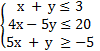 x + y ≤ 3
4x − 5y ≤ 20
5x + y ≥ −5